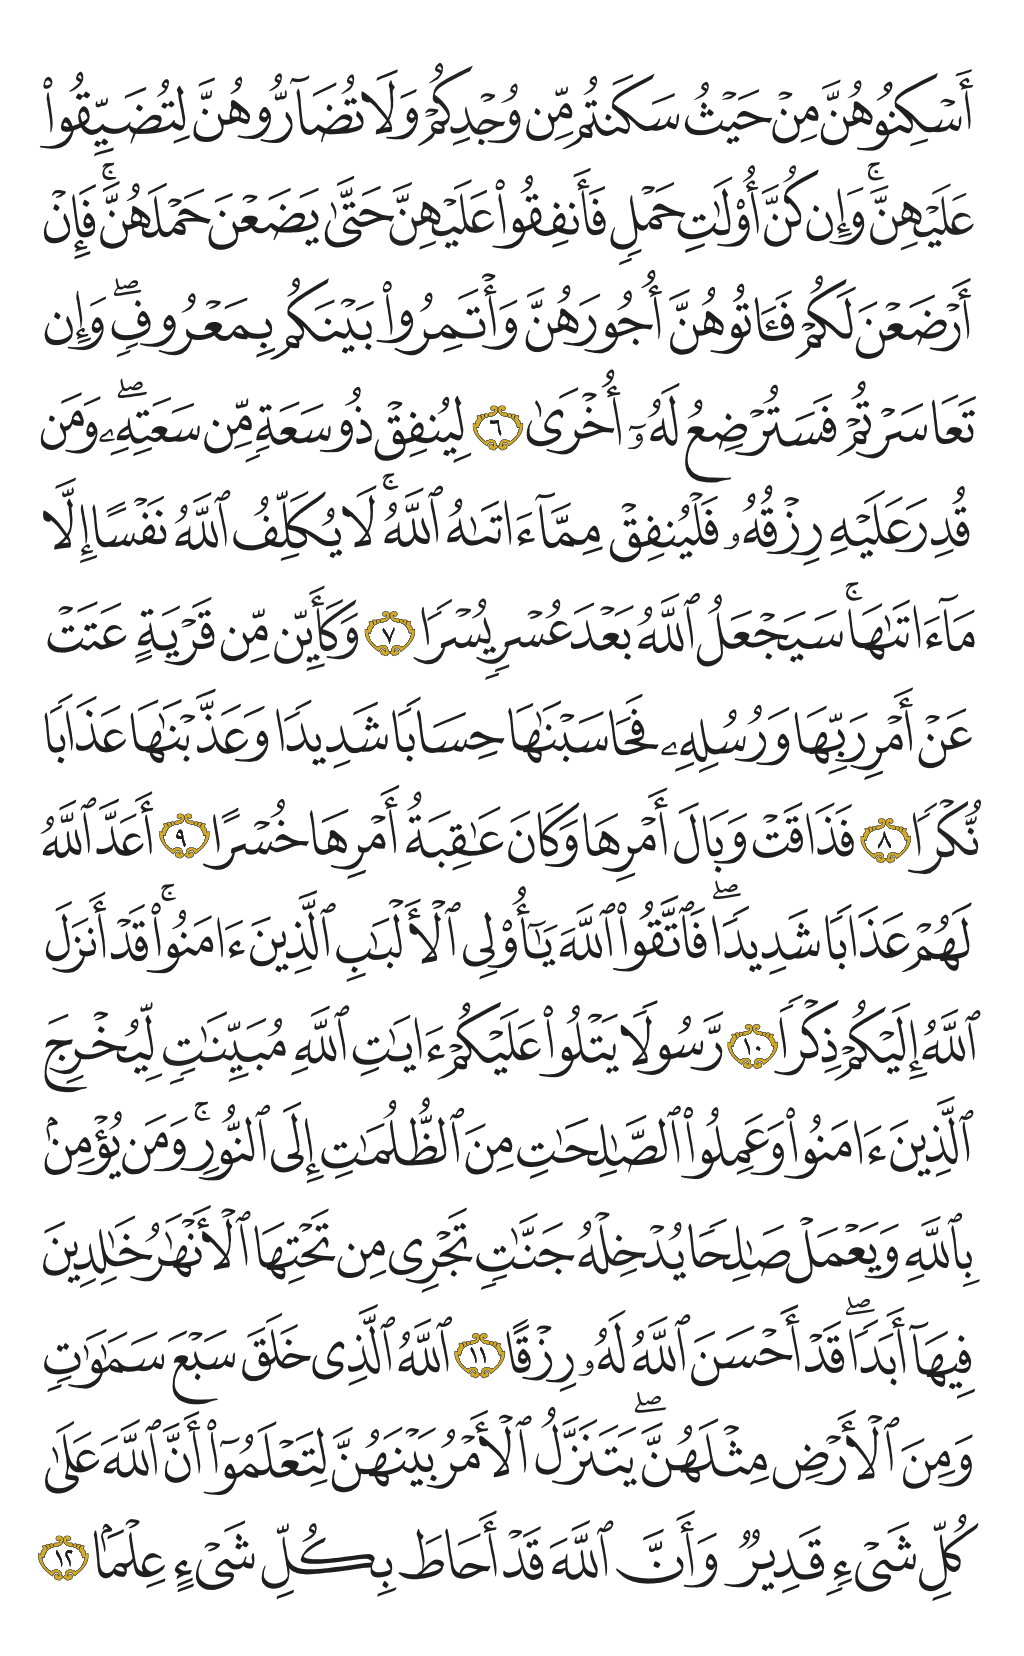 أَسْكِنُوهُنَّ مِنْ حَيْثُ سَكَنتُم مِّن وُجْدِكُمْ وَلَا تُضَآرُّوهُنَّ لِتُضَيِّقُوا۟
عَلَيْهِنَّ ۚ وَإِن كُنَّ أُو۟لَٰتِ حَمْلٍ فَأَنفِقُوا۟ عَلَيْهِنَّ حَتَّىٰ يَضَعْنَ حَمْلَهُنَّ ۚ فَإِنْ
أَرْضَعْنَ لَكُمْ فَـَٔاتُوهُنَّ أُجُورَهُنَّ وَأْتَمِرُوا۟ بَيْنَكُم بِمَعْرُوفٍ ۖ وَإِن
تَعَاسَرْتُمْ فَسَتُرْضِعُ لَهُۥٓ أُخْرَىٰ ٦ لِيُنفِقْ ذُو سَعَةٍ مِّن سَعَتِهِۦ ۖ وَمَن
قُدِرَ عَلَيْهِ رِزْقُهُۥ فَلْيُنفِقْ مِمَّآ ءَاتَىٰهُ ٱللَّهُ ۚ لَا يُكَلِّفُ ٱللَّهُ نَفْسًا إِلَّا
مَآ ءَاتَىٰهَا ۚ سَيَجْعَلُ ٱللَّهُ بَعْدَ عُسْرٍ يُسْرًا ٧ وَكَأَيِّن مِّن قَرْيَةٍ عَتَتْ
عَنْ أَمْرِ رَبِّهَا وَرُسُلِهِۦ فَحَاسَبْنَٰهَا حِسَابًا شَدِيدًا وَعَذَّبْنَٰهَا عَذَابًا
نُّكْرًا ٨ فَذَاقَتْ وَبَالَ أَمْرِهَا وَكَانَ عَٰقِبَةُ أَمْرِهَا خُسْرًا ٩ أَعَدَّ ٱللَّهُ
لَهُمْ عَذَابًا شَدِيدًا ۖ فَٱتَّقُوا۟ ٱللَّهَ يَٰٓأُو۟لِى ٱلْأَلْبَٰبِ ٱلَّذِينَ ءَامَنُوا۟ ۚ قَدْ أَنزَلَ
ٱللَّهُ إِلَيْكُمْ ذِكْرًا ١٠ رَّسُولًا يَتْلُوا۟ عَلَيْكُمْ ءَايَٰتِ ٱللَّهِ مُبَيِّنَٰتٍ لِّيُخْرِجَ
ٱلَّذِينَ ءَامَنُوا۟ وَعَمِلُوا۟ ٱلصَّٰلِحَٰتِ مِنَ ٱلظُّلُمَٰتِ إِلَى ٱلنُّورِ ۚ وَمَن يُؤْمِنۢ
بِٱللَّهِ وَيَعْمَلْ صَٰلِحًا يُدْخِلْهُ جَنَّٰتٍ تَجْرِى مِن تَحْتِهَا ٱلْأَنْهَٰرُ خَٰلِدِينَ
فِيهَآ أَبَدًا ۖ قَدْ أَحْسَنَ ٱللَّهُ لَهُۥ رِزْقًا ١١ ٱللَّهُ ٱلَّذِى خَلَقَ سَبْعَ سَمَٰوَٰتٍ
وَمِنَ ٱلْأَرْضِ مِثْلَهُنَّ ۖ يَتَنَزَّلُ ٱلْأَمْرُ بَيْنَهُنَّ لِتَعْلَمُوٓا۟ أَنَّ ٱللَّهَ عَلَىٰ
كُلِّ شَىْءٍ قَدِيرٌ وَأَنَّ ٱللَّهَ قَدْ أَحَاطَ بِكُلِّ شَىْءٍ عِلْمًۢا ١٢